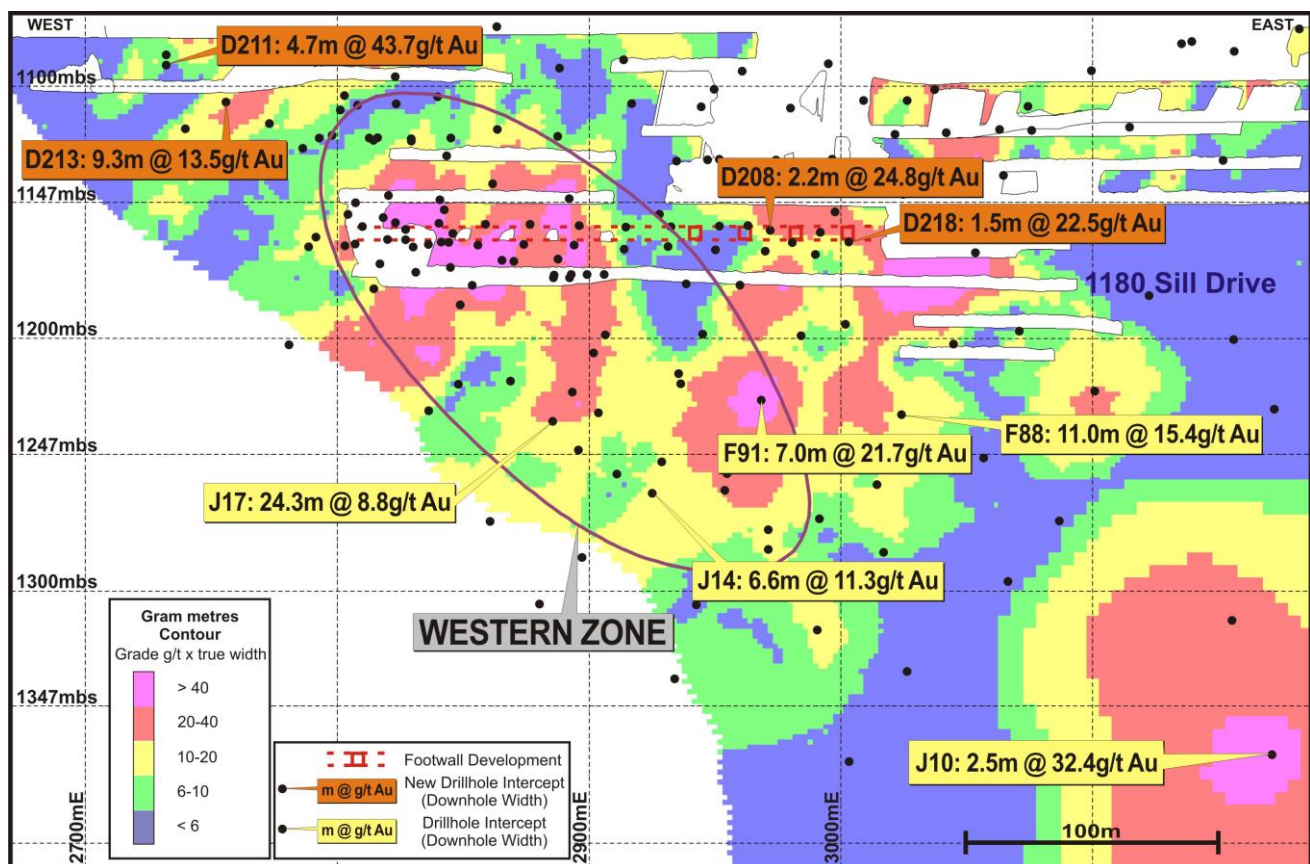 WEST
EAST
D211: 4.7m @ 43.7g/t Au
1100mbs
D213: 9.3m @ 13.5g/t Au
D208: 2.2m @ 24.8g/t Au
1147mbs
D218: 1.5m @ 22.5g/t Au
1180 Sill Drive
1200mbs
F88: 11.0m @ 15.4g/t Au
1247mbs
F91: 7.0m @ 21.7g/t Au
J17: 24.3m @ 8.8g/t Au
J14: 6.6m @ 11.3g/t Au
1300mbs
WESTERN ZONE
Gram metres
Contour
Grade g/t x true width
> 40
20-40
10-20
6-10
< 6
1347mbs
Footwall Development
m @ g/t Au
New Drillhole Intercept
(Downhole Width)
m @ g/t Au
Drillhole Intercept
(Downhole Width)
J10: 2.5m @ 32.4g/t Au
100m
2700mE
2900mE
3000mE